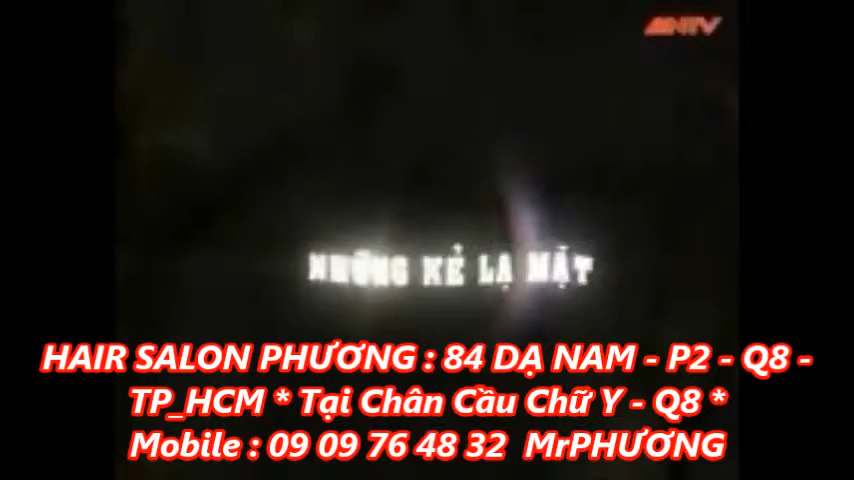 ANTV
NHỮNG KẺ LẠ MẶT
HAIR SALON PHƯƠNG : 84 DẠ NAM - P2 - Q8 -
TP_HCM * Tại Chân Cầu Chữ Y - Q8 *
Mobile : 09 09 76 48 32 MrPHƯƠNG